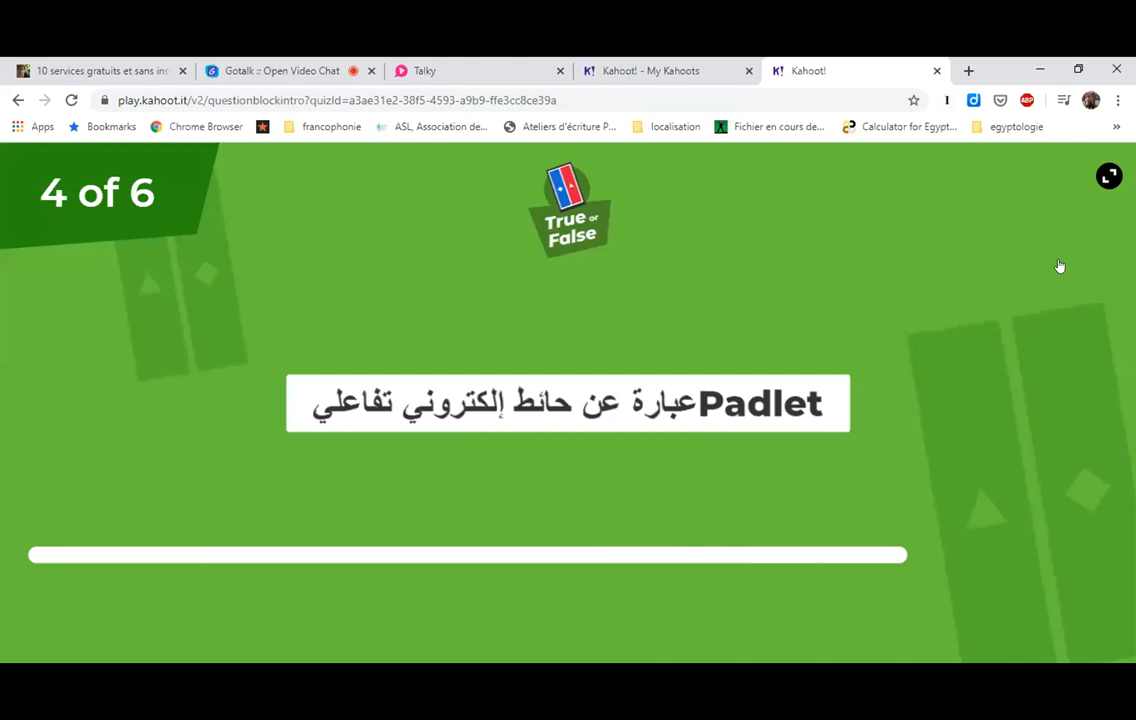 10 services gratuits et sans ins
Gotalk :: Open Video Chat
Talky
Kahoot! - My Kahoots
Kahoot!
play.kahoot.it/v2/questionblockintro?quizId=a3ae31e2-38f5-4593-a9b9-ffe3cc8ce39a
Apps
Bookmarks
Chrome Browser
francophonie
ASL, Association de...
Ateliers d'écriture P...
localisation
Fichier en cours de...
Calculator for Egypt...
egyptologie
»
4 of 6
True or
False
Padletعبارة عن حائط إلكتروني تفاعلي